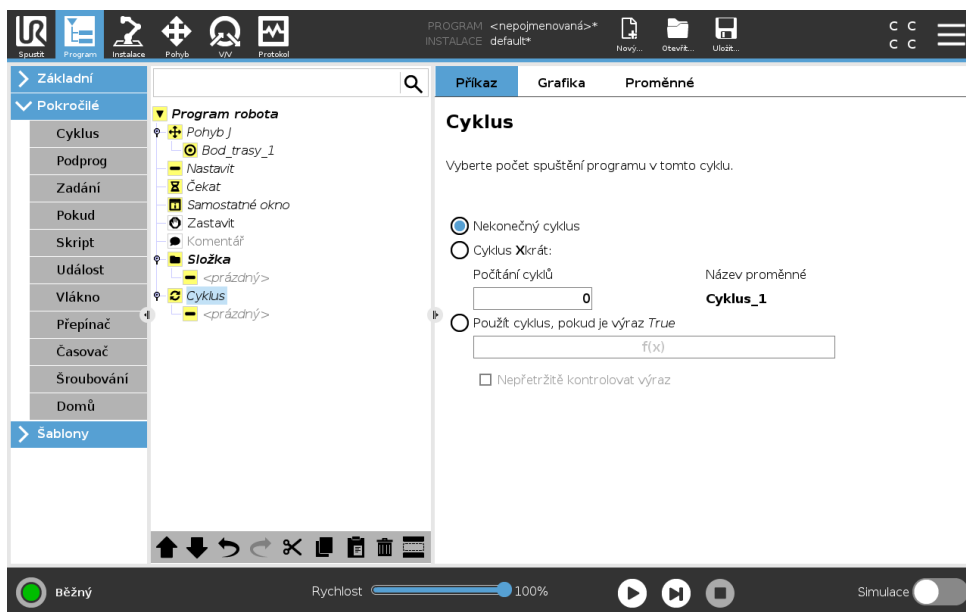 PROGRAM <nepojmenovaná>*
INSTALACE default*
Spustit Program Instalace Pohyb V/V Protokol Nový... Otevřít... Uložit...
C C
C C
Základní
Pokročilé
Cyklus
Podprog
Zadání
Pokud
Skript
Událost
Vlákno
Přepínač
Časovač
Šroubování
Domů
Šablony
Program robota
Pohyb J
Bod_trasy_1
Nastavit
Čekat
Samostatné okno
Zastavit
Komentář
Složka
<prázdný>
Cyklus
<prázdný>
Příkaz Grafika Proměnné
Cyklus
Vyberte počet spuštění programu v tomto cyklu.
Nekonečný cyklus
Cyklus Xkrát:
Počítání cyklů Název proměnné
0 Cyklus_1
Použít cyklus, pokud je výraz True
f(x)
Nepřetržitě kontrolovat výraz
Běžný Rychlost 100% Simulace